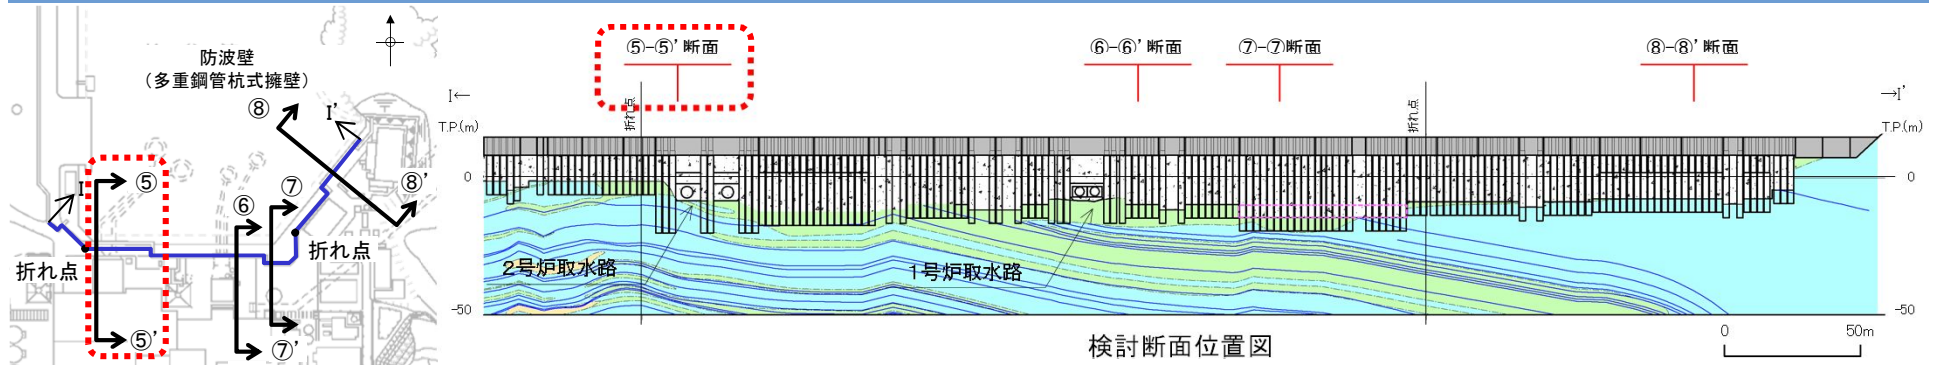 防波壁
(多重鋼管杭式擁壁)
⑧
I'
I
⑤
⑦
⑥
⑧'
折れ点
折れ点
⑤'
⑦'
⑤-⑤'断面
⑥-⑥'断面
⑦-⑦断面
⑧-⑧'断面
I←
→I'
折れ点
折れ点
T.P.(m)
T.P.(m)
0
0
2号炉取水路
1号炉取水路
-50
-50
0
50m
検討断面位置図